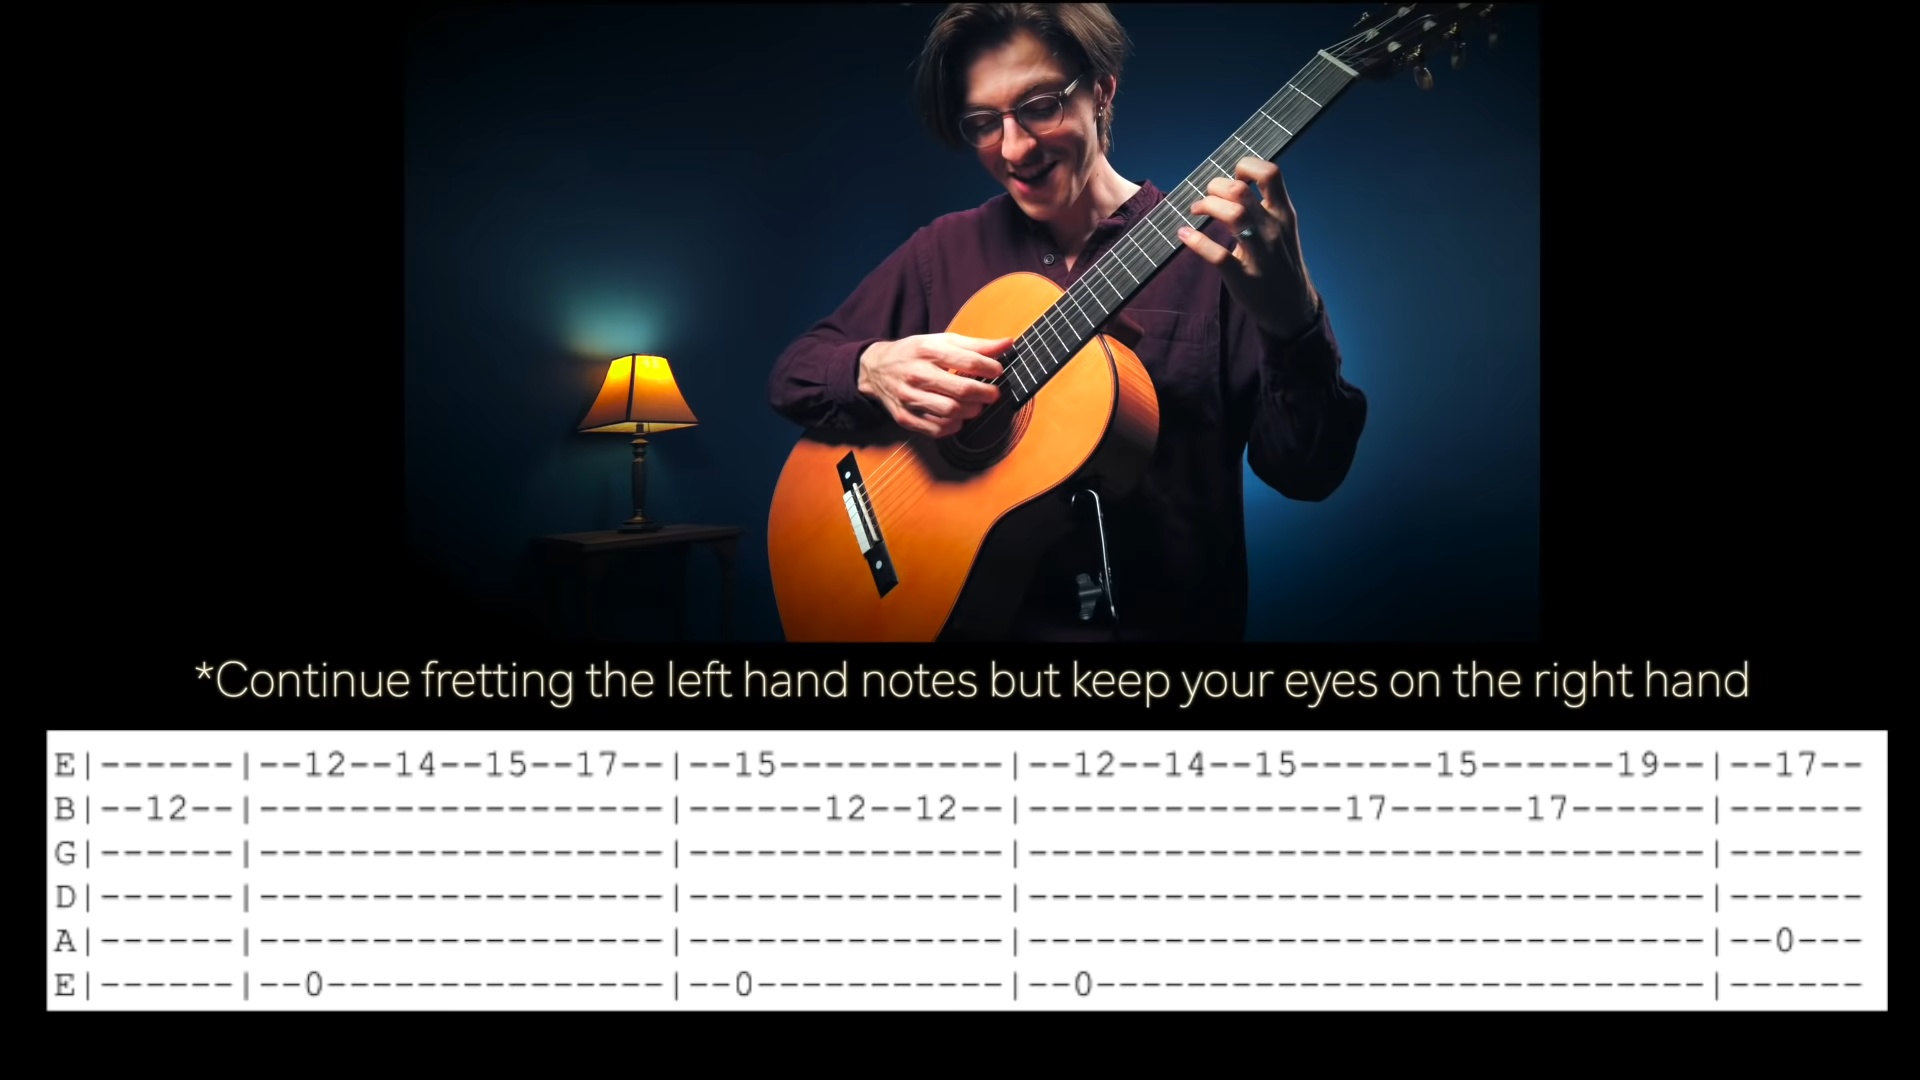 *Continue fretting the left hand notes but keep your eyes on the right hand
E|------|--12--14--15--17--|--15----------|--12--14--15------15------19--|--17--
B|--12--|------------------|------12--12--|--------------17------17------|------
G|------|------------------|--------------|------------------------------|------
D|------|------------------|--------------|------------------------------|------
A|------|------------------|--------------|------------------------------|--0---
E|------|--0---------------|--0-----------|--0---------------------------|------